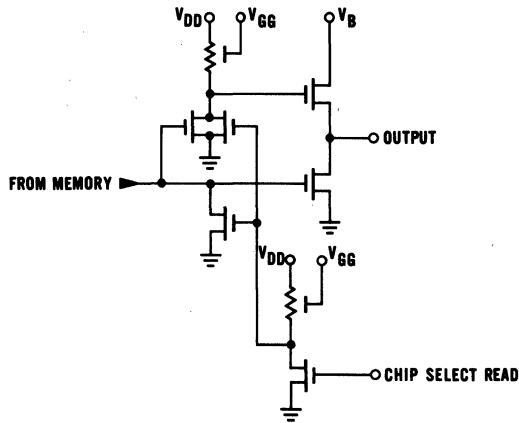 VDD VGG VB
OUTPUT
FROM MEMORY
VDD VGG
CHIP SELECT READ